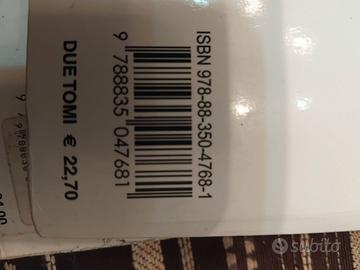 ISBN 978-88-350-4768-1
9 788835 047681
DUE TOMI € 22,70
subito